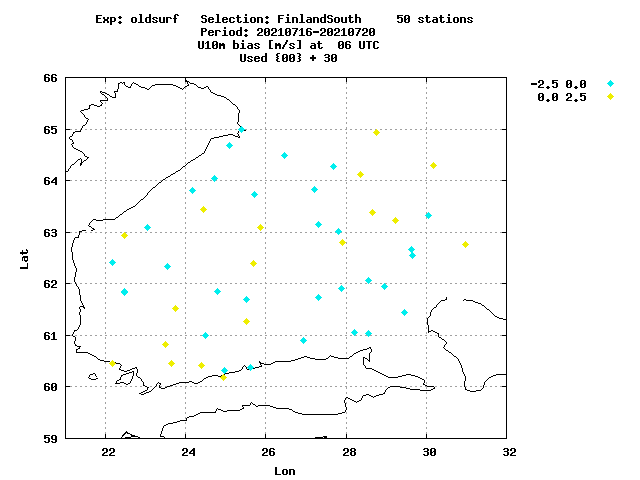 Exp: oldsurf Selection: FinlandSouth 50 stations
Period: 20210716-20210720
U10m bias [m/s] at 06 UTC
Used {00} + 30
-2.5 0.0
0.0 2.5
66
65
64
63
62
61
60
59
Lat
22 24 26 28 30 32
Lon